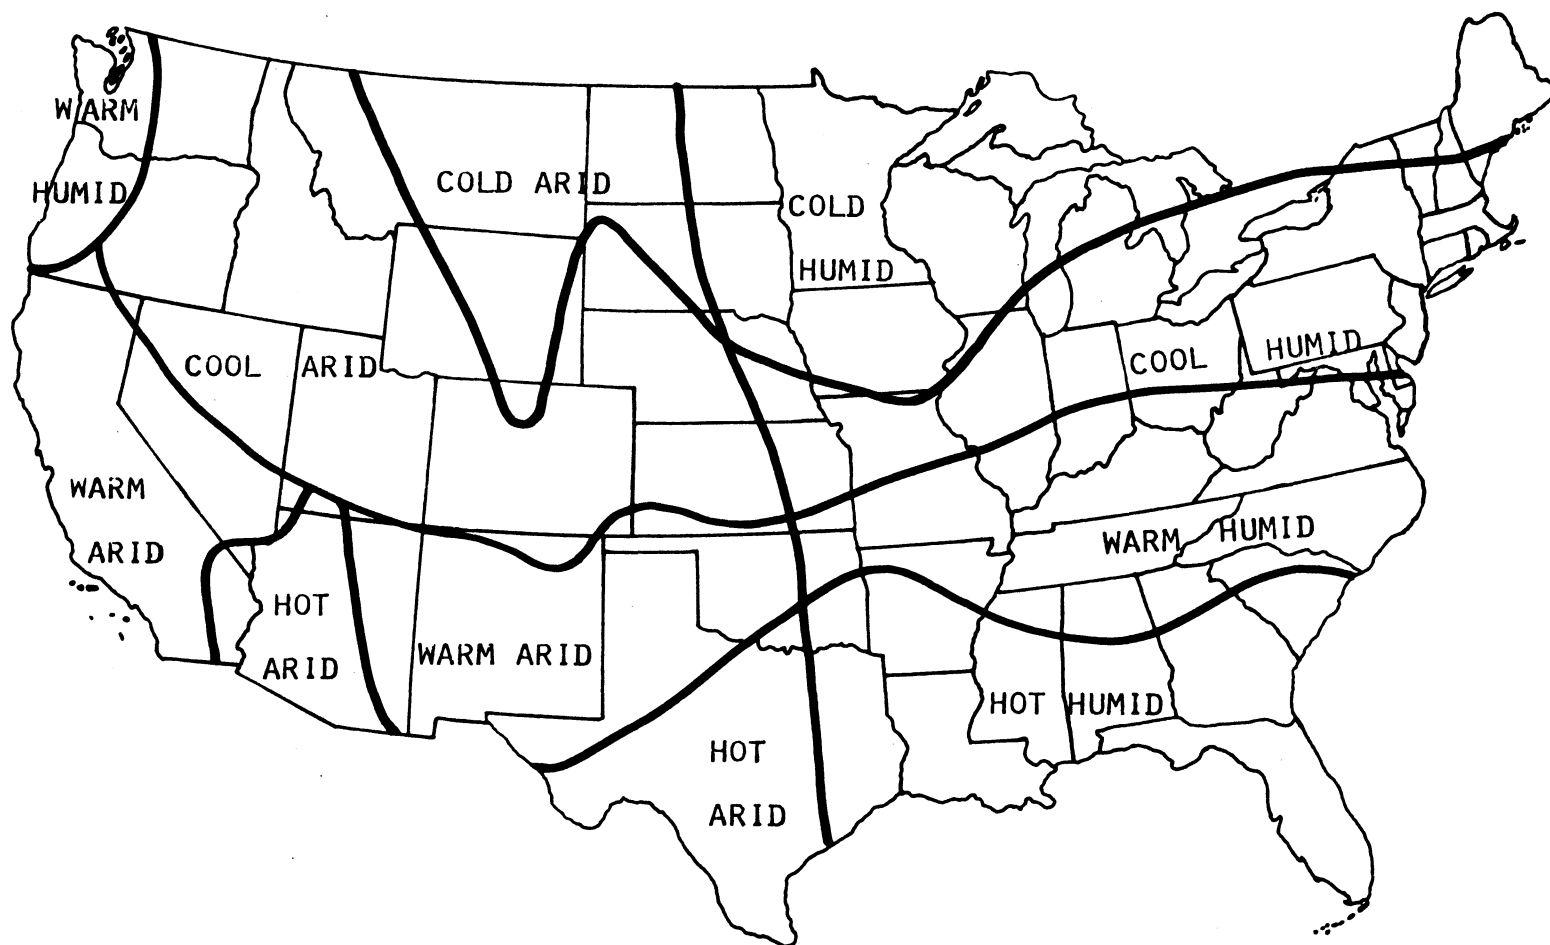 WARM
HUMID
COLD ARID
COLD
HUMID
COOL ARID
COOL HUMID
WARM
ARID
HOT
ARID
WARM ARID
WARM HUMID
HOT HUMID
HOT
ARID